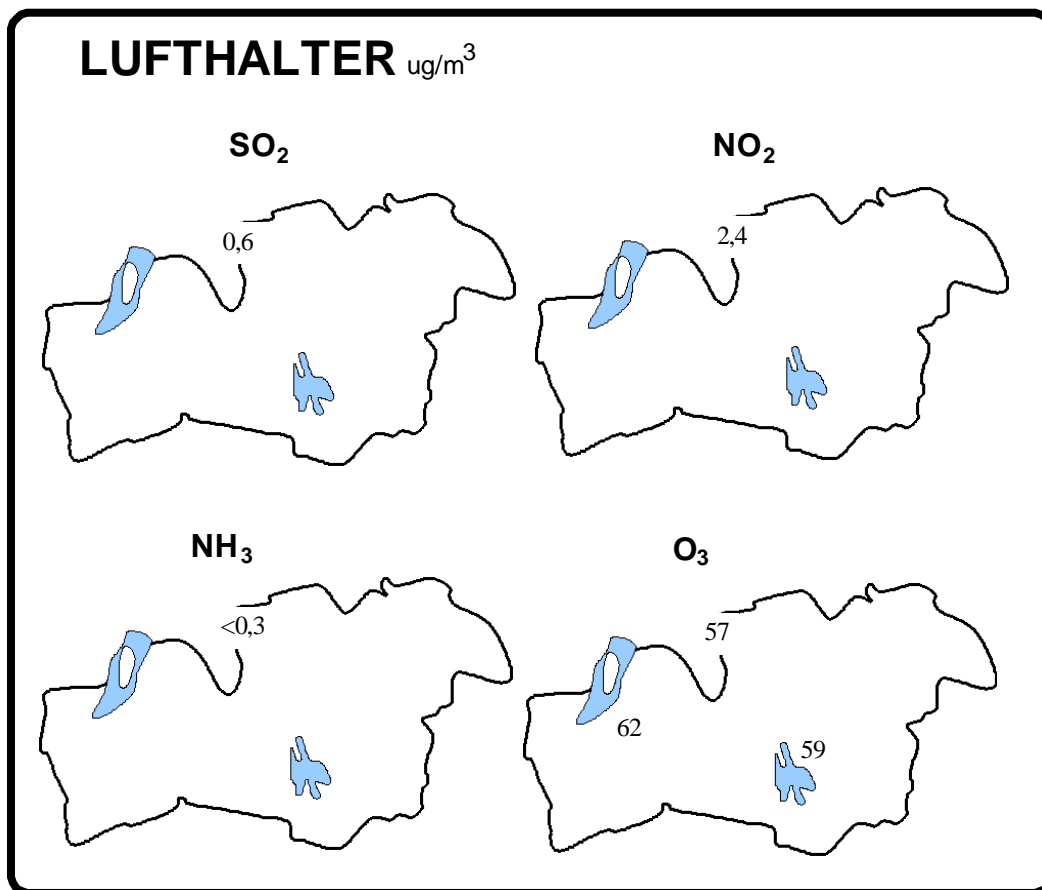 LUFTHALTER ug/m³
SO₂
NO₂
0,6
2,4
NH₃
O₃
<0,3
57
62
59